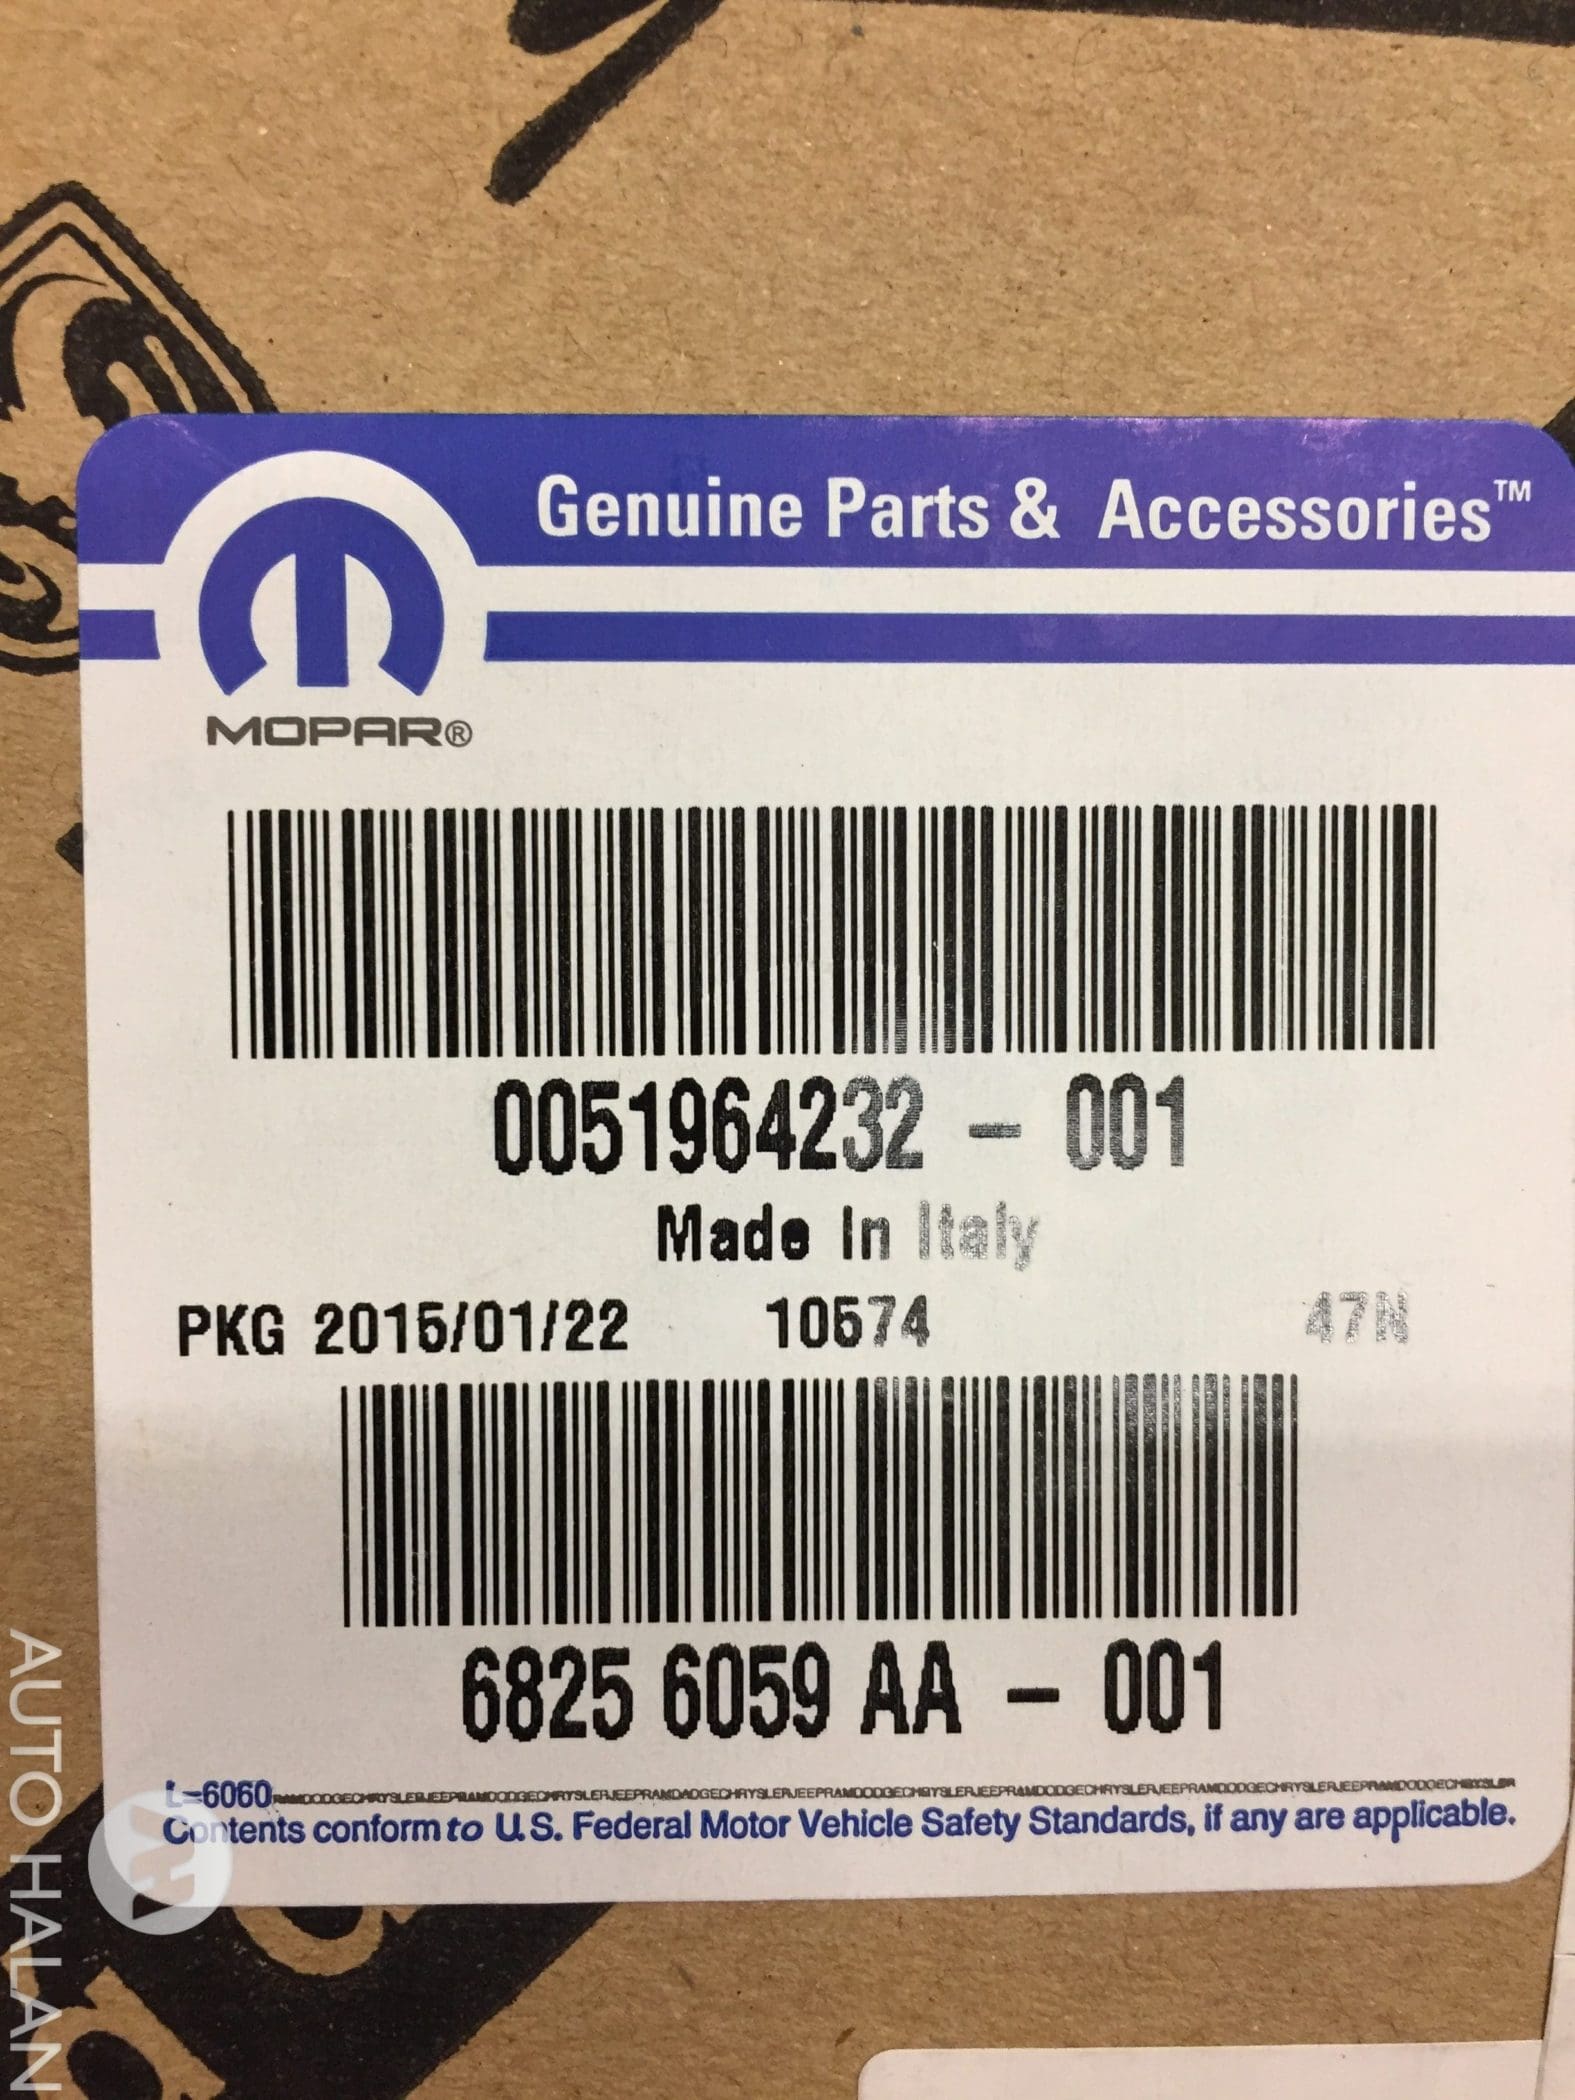 Genuine Parts & Accessories™
MOPAR®
0051964232 - 001
Made In Italy
PKG 2015/01/22 10574 47N
6825 6059 AA - 001
L-6060
Contents conform to U.S. Federal Motor Vehicle Safety Standards, if any are applicable.
AUTO HALAN